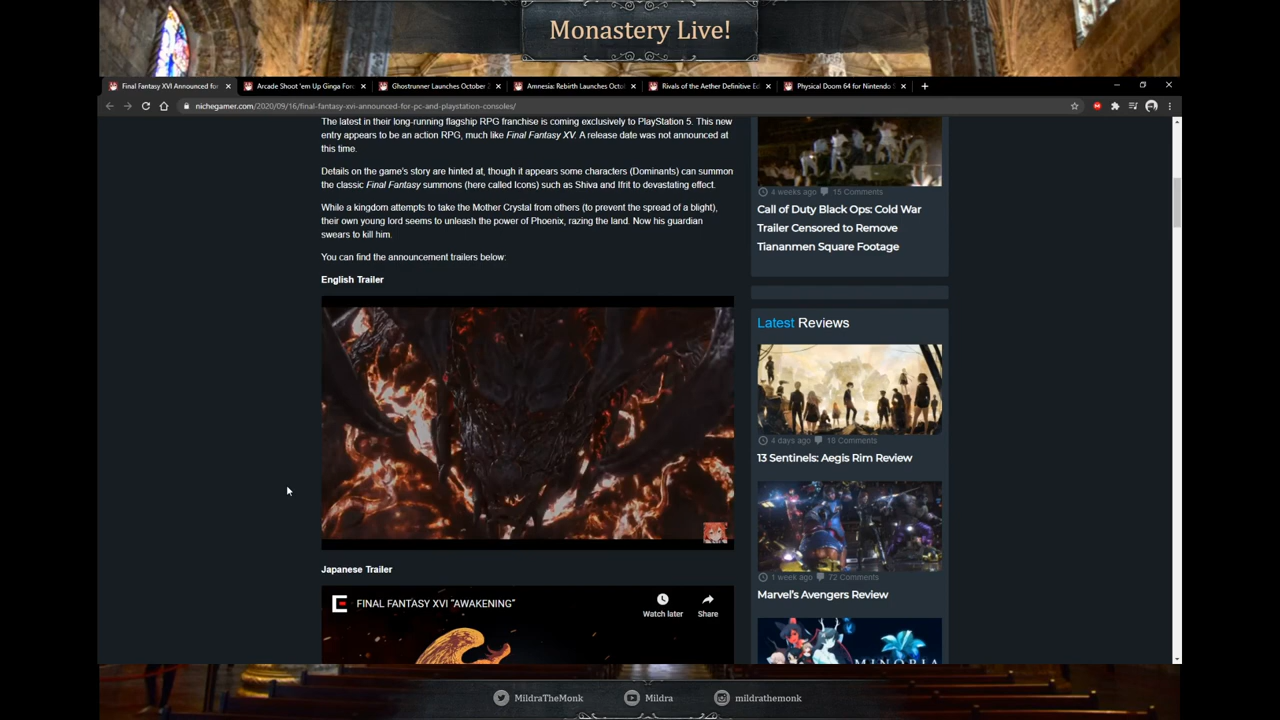 Monastery Live!
Final Fantasy XVI Announced for
Arcade Shoot 'em Up Ginga Forc
Ghostrunner Launches October 2
Amnesia: Rebirth Launches Octo
Rivals of the Aether Definitive Ed
Physical Doom 64 for Nintendo S
nichegamer.com/2020/09/16/final-fantasy-xvi-announced-for-pc-and-playstation-consoles/
The latest in their long-running flagship RPG franchise is coming exclusively to PlayStation 5. This new
entry appears to be an action RPG, much like Final Fantasy XV. A release date was not announced at
this time.
Details on the game's story are hinted at, though it appears some characters (Dominants) can summon
the classic Final Fantasy summons (here called Icons) such as Shiva and Ifrit to devastating effect.
While a kingdom attempts to take the Mother Crystal from others (to prevent the spread of a blight),
their own young lord seems to unleash the power of Phoenix, razing the land. Now his guardian
swears to kill him.
You can find the announcement trailers below:
English Trailer
Japanese Trailer
FINAL FANTASY XVI "AWAKENING"
Watch later
Share
4 weeks ago 15 Comments
Call of Duty Black Ops: Cold War
Trailer Censored to Remove
Tiananmen Square Footage
Latest Reviews
4 days ago 18 Comments
13 Sentinels: Aegis Rim Review
1 week ago 72 Comments
Marvel's Avengers Review
MINORIA
MildraTheMonk
Mildra
mildrathemonk